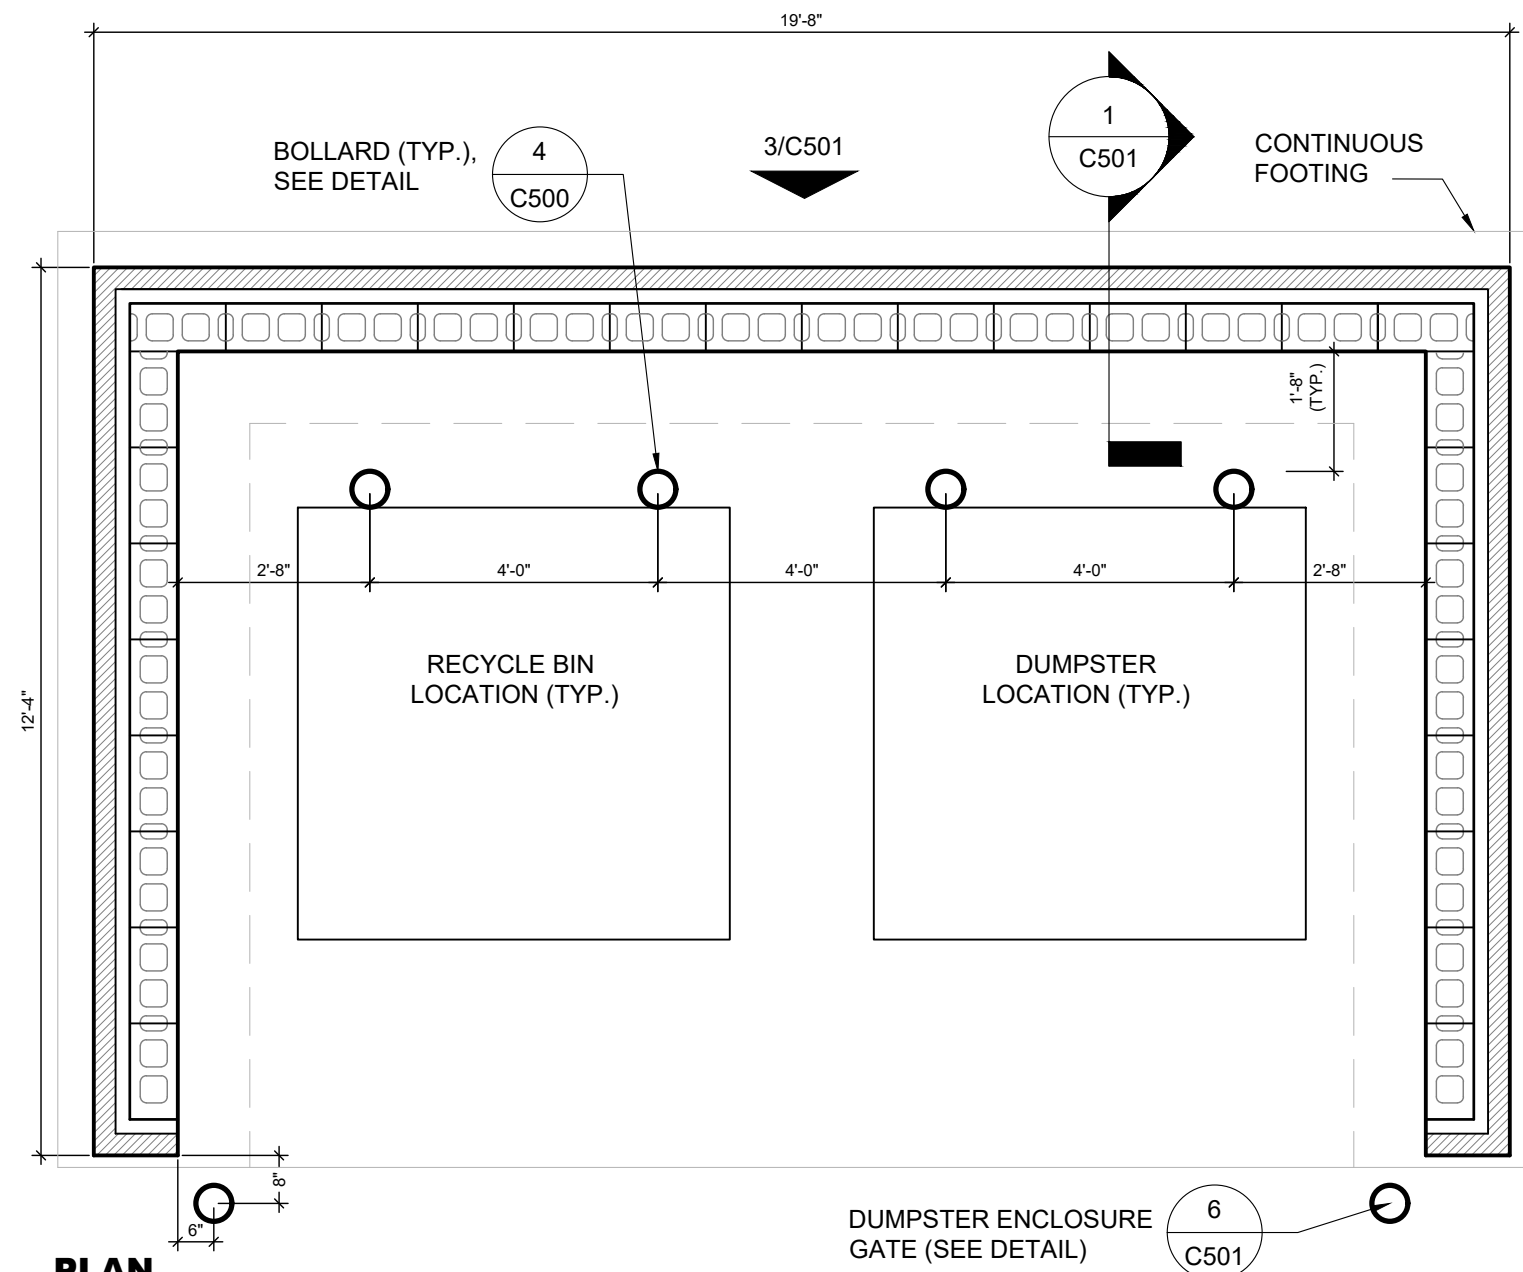 19'-8"
BOLLARD (TYP.),
SEE DETAIL
4
C500
3/C501
1
C501
CONTINUOUS
FOOTING
1'-8"
(TYP.)
2'-8"
4'-0"
4'-0"
4'-0"
2'-8"
RECYCLE BIN
LOCATION (TYP.)
DUMPSTER
LOCATION (TYP.)
12'-4"
8"
6"
DUMPSTER ENCLOSURE
GATE (SEE DETAIL)
6
C501
PLAN